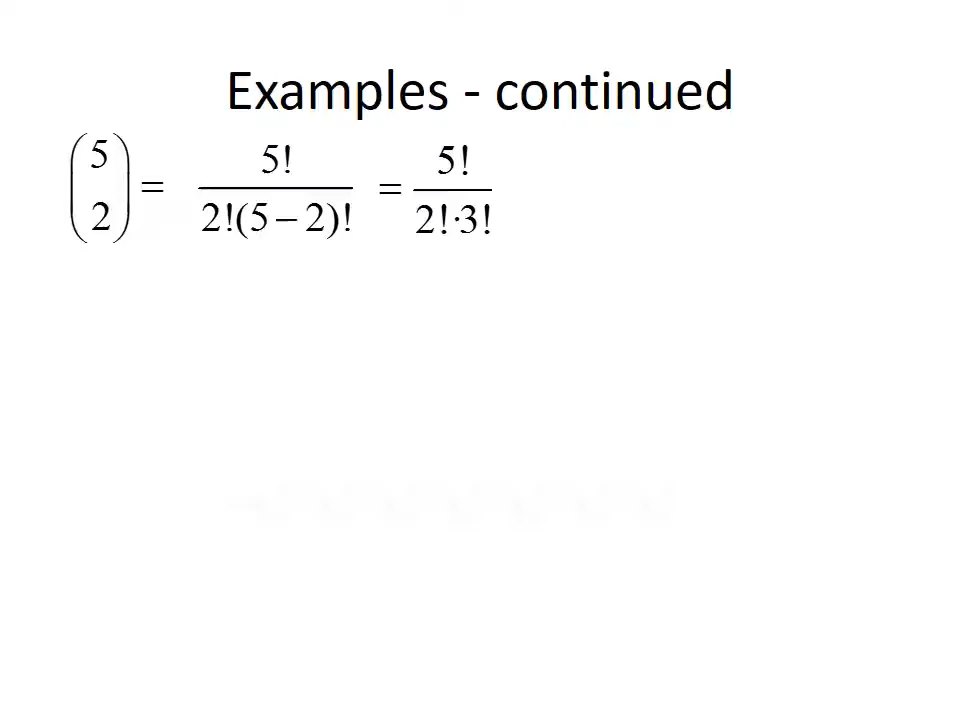 Examples - continued
(5 2) = 5! / 2!(5 − 2)! = 5! / 2!·3!